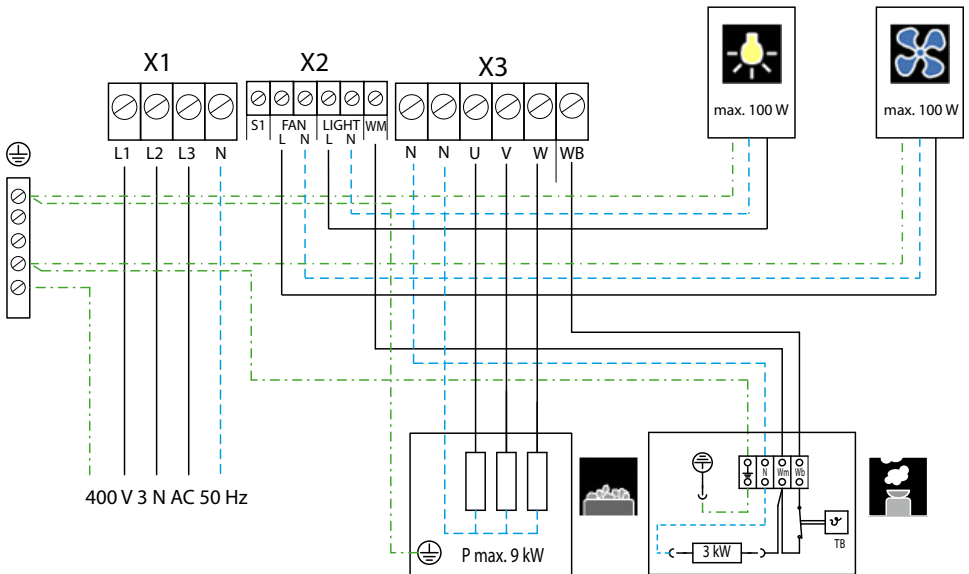 X1
X2
X3
max. 100 W
max. 100 W
S1 FAN LIGHT WM
L N L N
L1 L2 L3 N
N N U V W WB
400 V 3 N AC 50 Hz
P max. 9 kW
N Wm Wb
3 kW
ϑ
TB